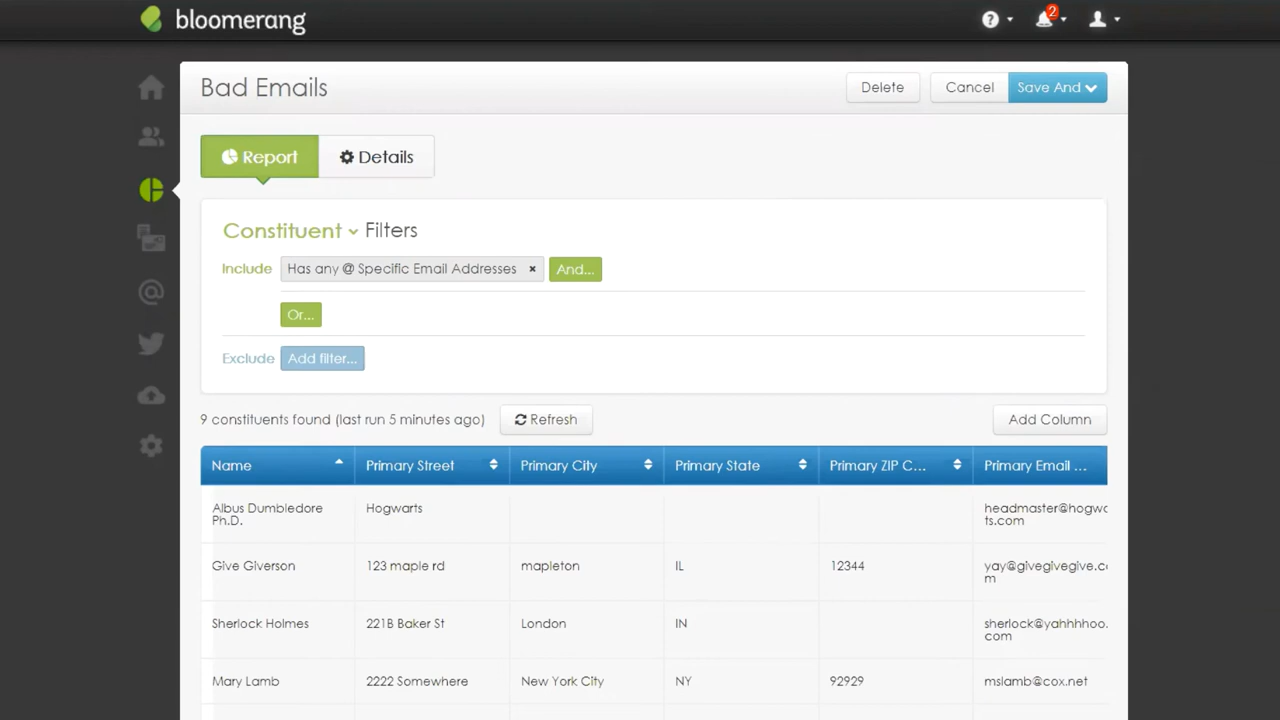 bloomerang
2
Bad Emails
Delete
Cancel
Save And
Report
Details
Constituent Filters
Include
Has any @ Specific Email Addresses ×
And...
Or...
Exclude
Add filter...
9 constituents found (last run 5 minutes ago)
Refresh
Add Column
Name
Primary Street
Primary City
Primary State
Primary ZIP C...
Primary Email ...
Albus Dumbledore
Ph.D.
Hogwarts
headmaster@hogwa
ts.com
Give Giverson
123 maple rd
mapleton
IL
12344
yay@givegivegive.co
m
Sherlock Holmes
221B Baker St
London
IN
sherlock@yahhhhoo.
com
Mary Lamb
2222 Somewhere
New York City
NY
92929
mslamb@cox.net